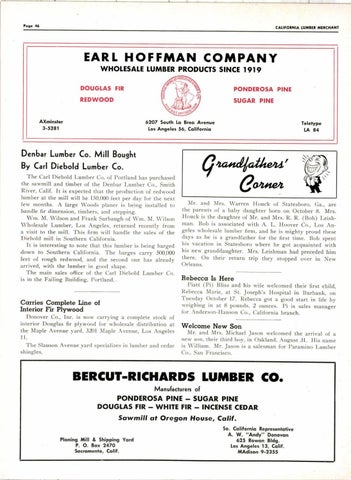 Page 46
CALIFORNIA LUMBER MERCHANT
EARL HOFFMAN COMPANY
WHOLESALE LUMBER PRODUCTS SINCE 1919
DOUGLAS FIR
REDWOOD
PONDEROSA PINE
SUGAR PINE
AXminster
3-5281
6207 South La Brea Avenue
Los Angeles 56, California
Teletype
LA 84
Denbar Lumber Co. Mill Bought
By Carl Diebold Lumber Co.
The Carl Diebold Lumber Co. of Portland has purchased
the sawmill and timber of the Denbar Lumber Co., Smith
River, Calif. It is expected that the production of redwood
lumber at the mill will be 150,000 feet per day for the next
few months. A large Woods planer is being installed to
handle fir dimension, timbers, and stepping.
Wm. M. Wilson and Frank Surbaugh of Wm. M. Wilson
Wholesale Lumber, Los Angeles, returned recently from
a visit to the mill. This firm will handle the sales of the
Diebold mill in Southern California.
It is interesting to note that this lumber is being barged
down to Southern California. The barges carry 300,000
feet of rough redwood, and the second one has already
arrived, with the lumber in good shape.
The main sales office of the Carl Diebold Lumber Co.
is in the Failing Building, Portland.
Carries Complete Line of
Interior Fir Plywood
Donover Co., Inc. is now carrying a complete stock of
interior Douglas fir plywood for wholesale distribution at
the Maple Avenue yard, 5201 Maple Avenue, Los Angeles
11.
The Slauson Avenue yard specializes in lumber and cedar
shingles.
Grandfathers'
Corner
Mr. and Mrs. Warren Houck of Statesboro, Ga., are
the parents of a baby daughter born on October 8. Mrs.
Houck is the daughter of Mr. and Mrs. R. R. (Bob) Leish-
man. Bob is associated with A. L. Hoover Co., Los An-
geles wholesale lumber firm, and he is mighty proud these
days as he is a grandfather for the first time. Bob spent
his vacation in Statesboro where he got acquainted with
his new granddaughter. Mrs. Leishman had preceded him
there. On their return trip they stopped over in New
Orleans.
Rebecca Is Here
Piatt (Pi) Bliss and his wife welcomed their first child,
Rebecca Marie, at St. Joseph's Hospital in Burbank, on
Tuesday October 17. Rebecca got a good start in life by
weighing in at 8 pounds, 2 ounces. Pi is sales manager
for Anderson-Hanson Co., California branch.
Welcome New Son
Mr. and Mrs. Michael Jason welcomed the arrival of a
new son, their third boy, in Oakland, August 31. His name
is William. Mr. Jason is a salesman for Paramino Lumber
Co., San Francisco.
BERCUT-RICHARDS LUMBER CO.
Manufacturers of
PONDEROSA PINE – SUGAR PINE
DOUGLAS FIR – WHITE FIR – INCENSE CEDAR
Sawmill at Oregon House, Calif.
Planing Mill & Shipping Yard
P. O. Box 2470
Sacramento, Calif.
So. California Representative
A. W. "Andy" Donovan
625 Rowan Bldg.
Los Angeles 13, Calif.
MAdison 9-2355